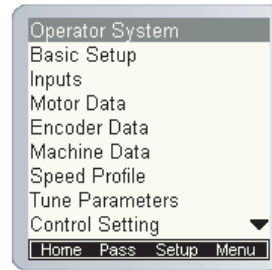 Operator System
Basic Setup
Inputs
Motor Data
Encoder Data
Machine Data
Speed Profile
Tune Parameters
Control Setting
Home Pass Setup Menu